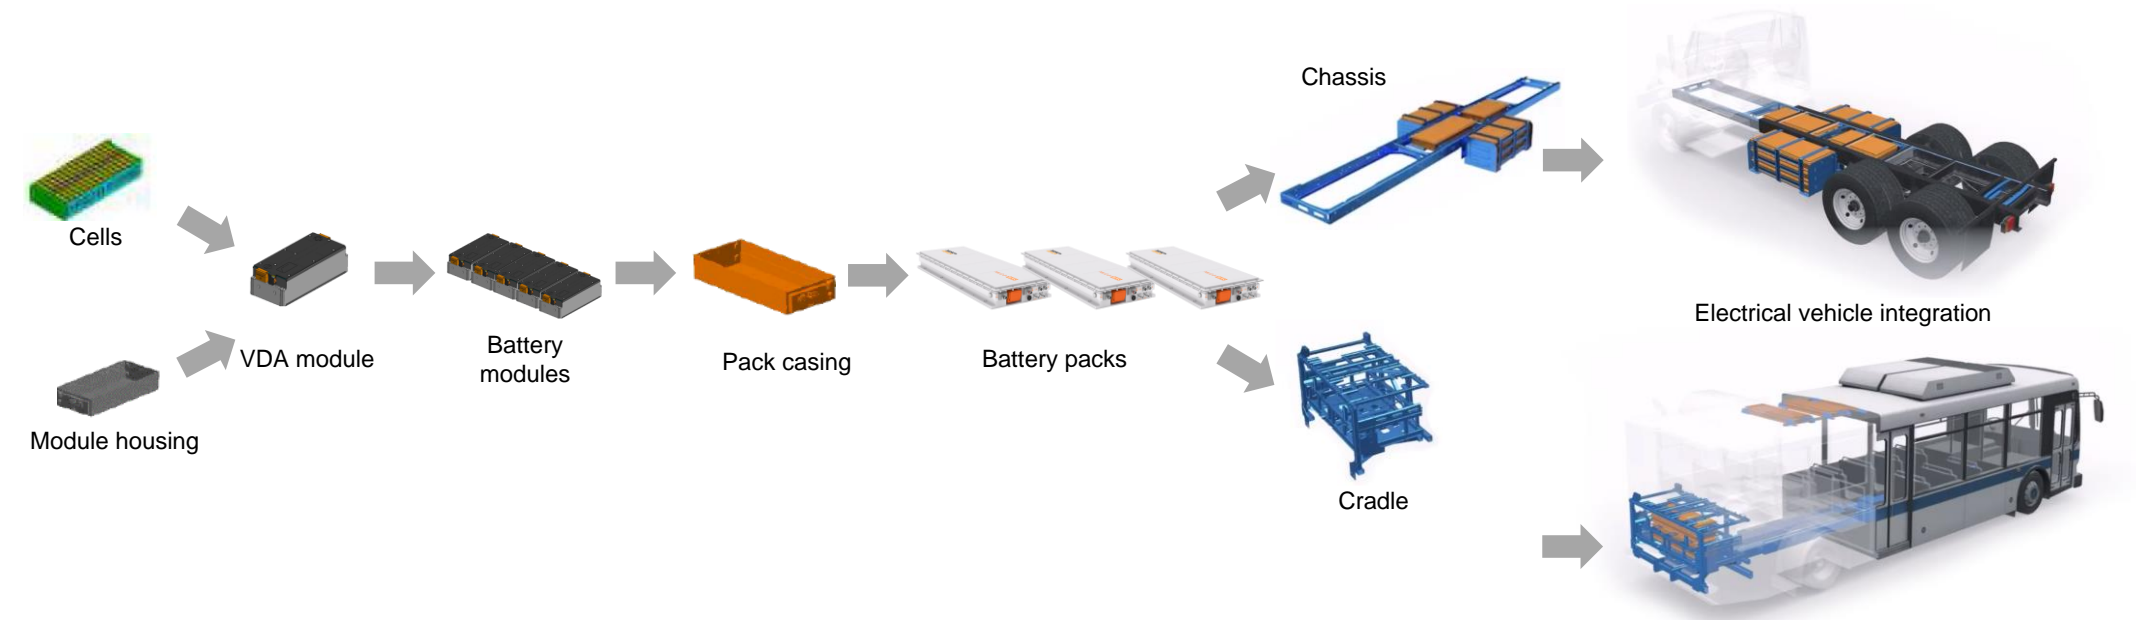 Chassis
Cells
VDA module
Battery
modules
Pack casing
Battery packs
Electrical vehicle integration
Module housing
Cradle